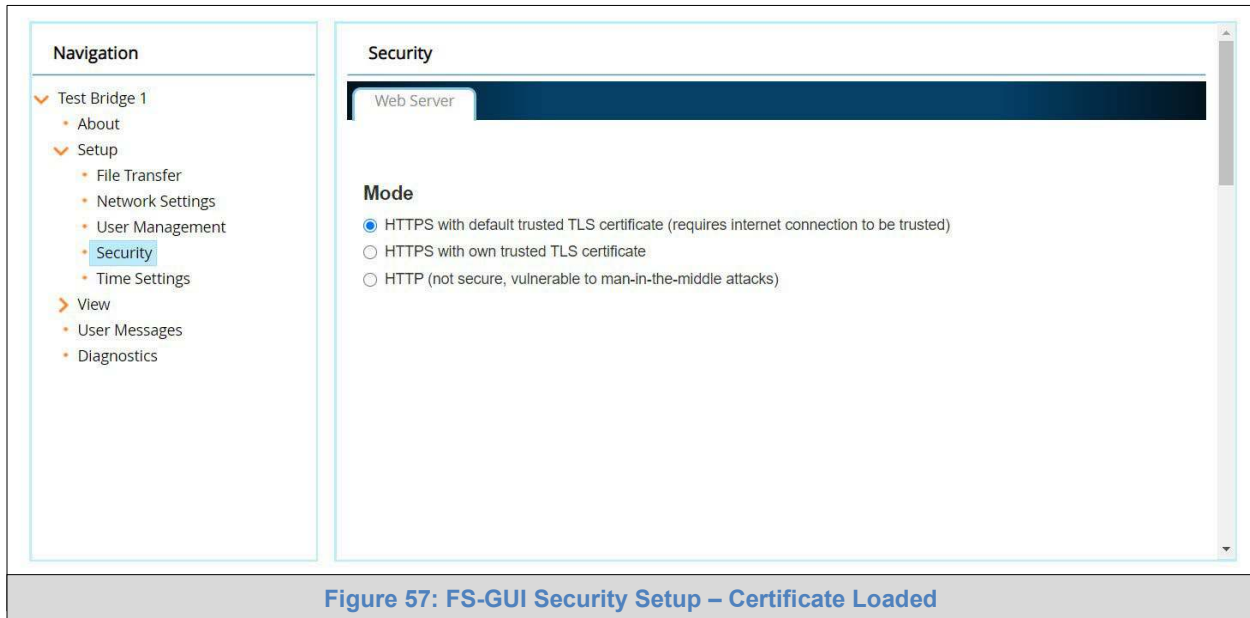 Navigation
Test Bridge 1
• About
Setup
• File Transfer
• Network Settings
• User Management
• Security
• Time Settings
View
• User Messages
• Diagnostics
Security
Web Server
Mode
HTTPS with default trusted TLS certificate (requires internet connection to be trusted)
HTTPS with own trusted TLS certificate
HTTP (not secure, vulnerable to man-in-the-middle attacks)
Figure 57: FS-GUI Security Setup – Certificate Loaded